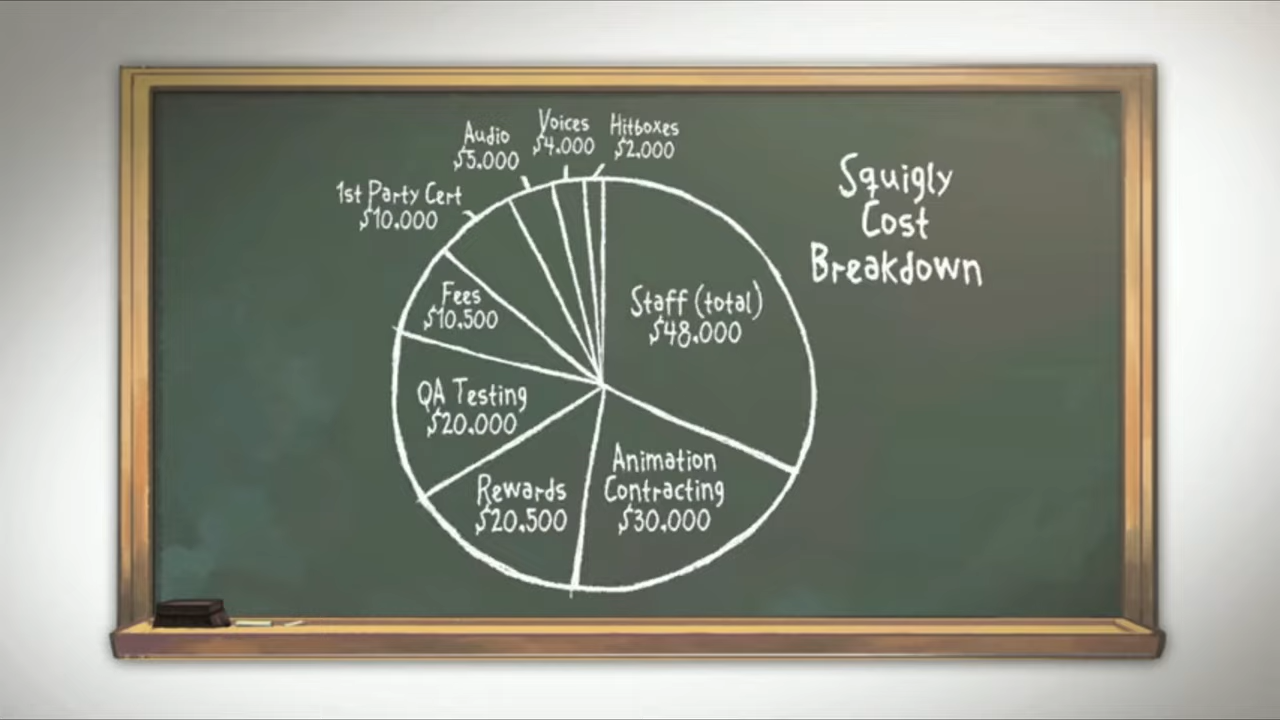 Squigly
Cost
Breakdown
Hitboxes
$2.000
Voices
$4.000
Audio
$5.000
1st Party Cert
$10.000
Fees
$10.500
QA Testing
$20.000
Rewards
$20.500
Animation
Contracting
$30.000
Staff (total)
$48.000